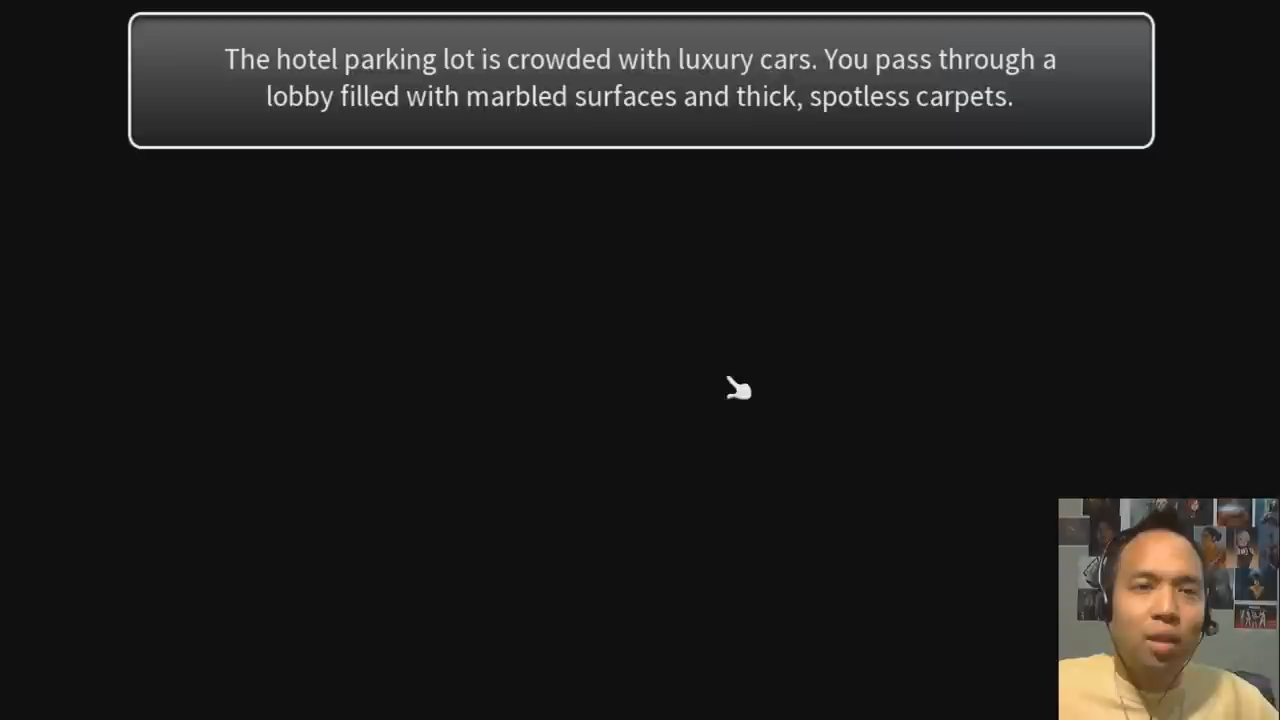 The hotel parking lot is crowded with luxury cars. You pass through a
lobby filled with marbled surfaces and thick, spotless carpets.